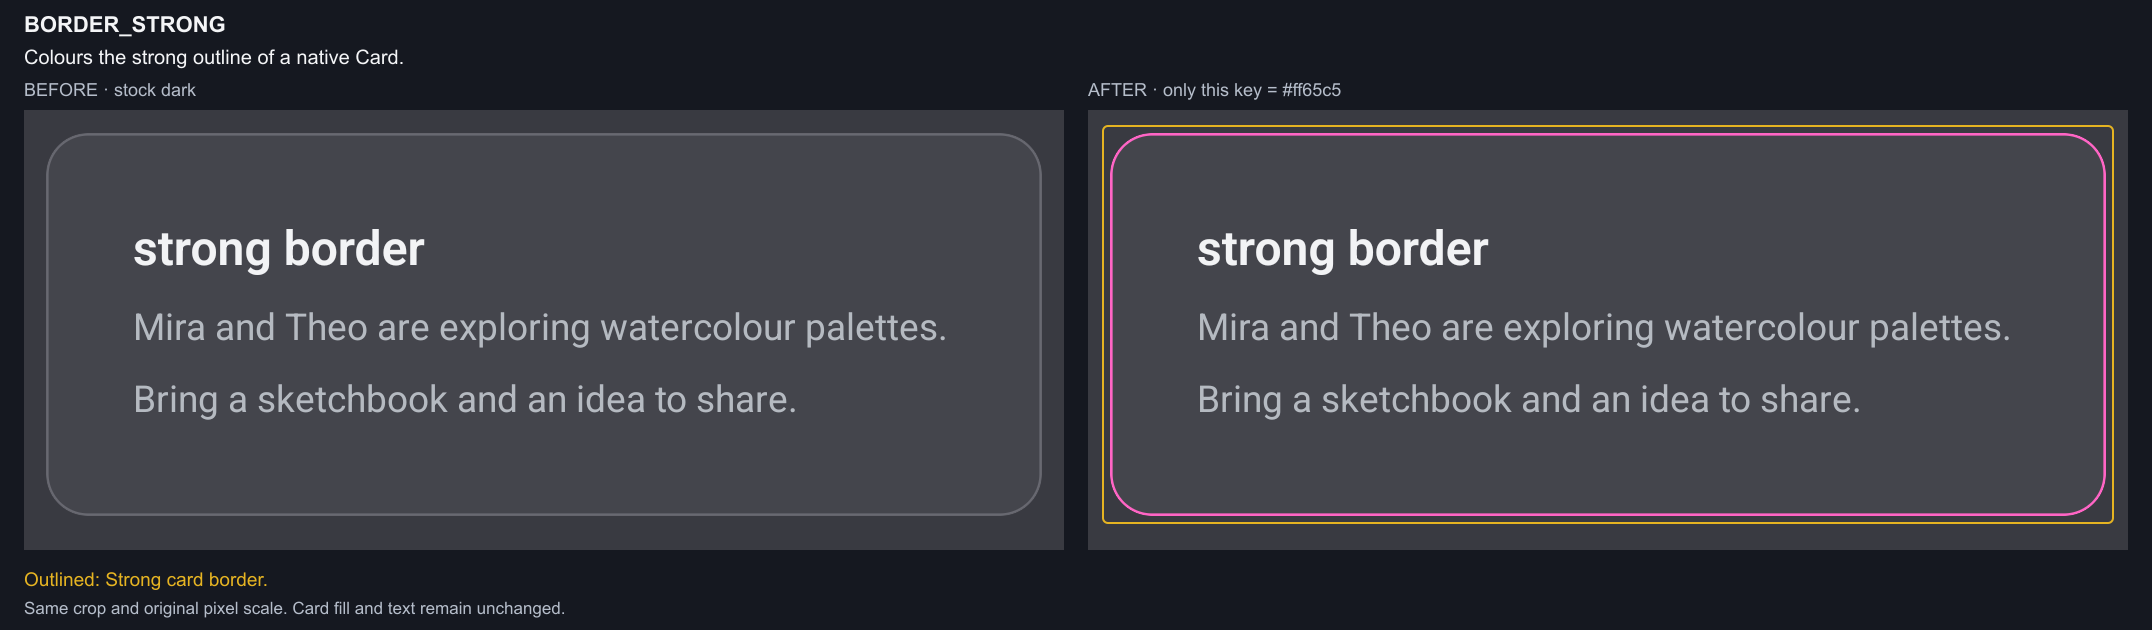 BORDER_STRONG
Colours the strong outline of a native Card.
BEFORE · stock dark
strong border
Mira and Theo are exploring watercolour palettes.
Bring a sketchbook and an idea to share.
AFTER · only this key = #ff65c5
strong border
Mira and Theo are exploring watercolour palettes.
Bring a sketchbook and an idea to share.
Outlined: Strong card border.
Same crop and original pixel scale. Card fill and text remain unchanged.